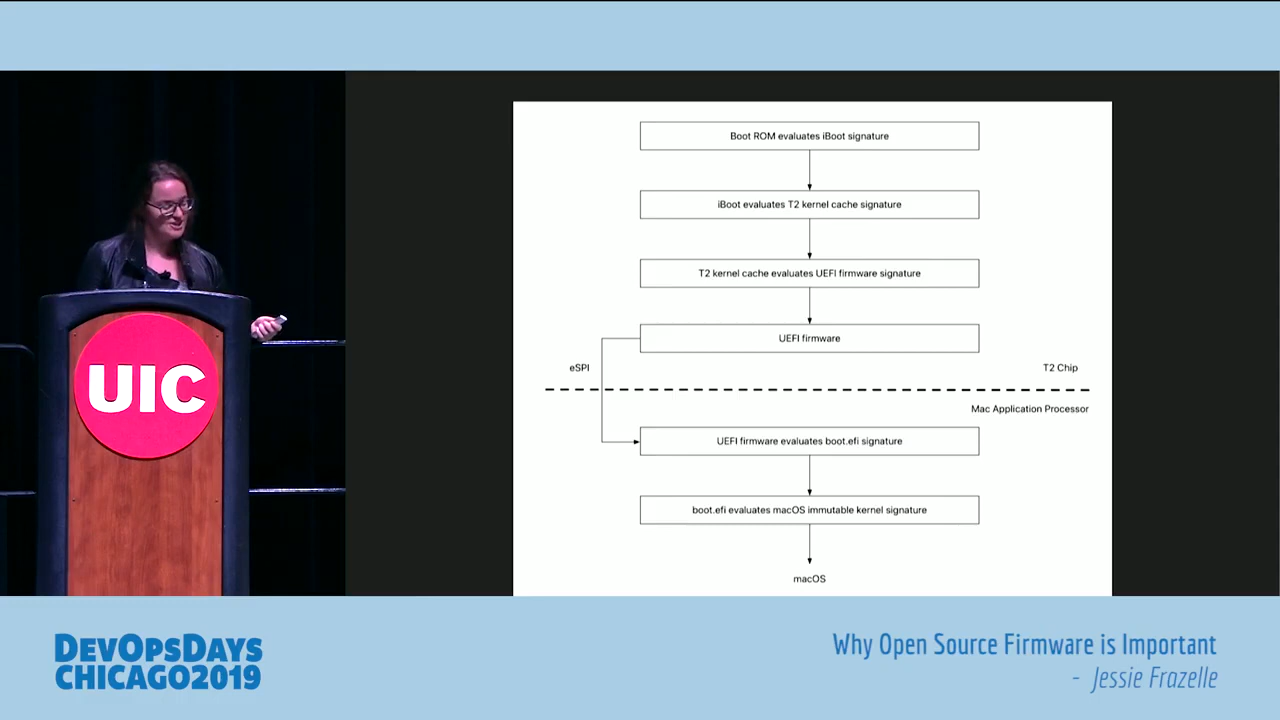 Boot ROM evaluates iBoot signature
iBoot evaluates T2 kernel cache signature
T2 kernel cache evaluates UEFI firmware signature
UEFI firmware
eSPI
T2 Chip
Mac Application Processor
UEFI firmware evaluates boot.efi signature
boot.efi evaluates macOS immutable kernel signature
macOS
UIC
DEVOPSDAYS
CHICAGO2019
Why Open Source Firmware is Important
- Jessie Frazelle